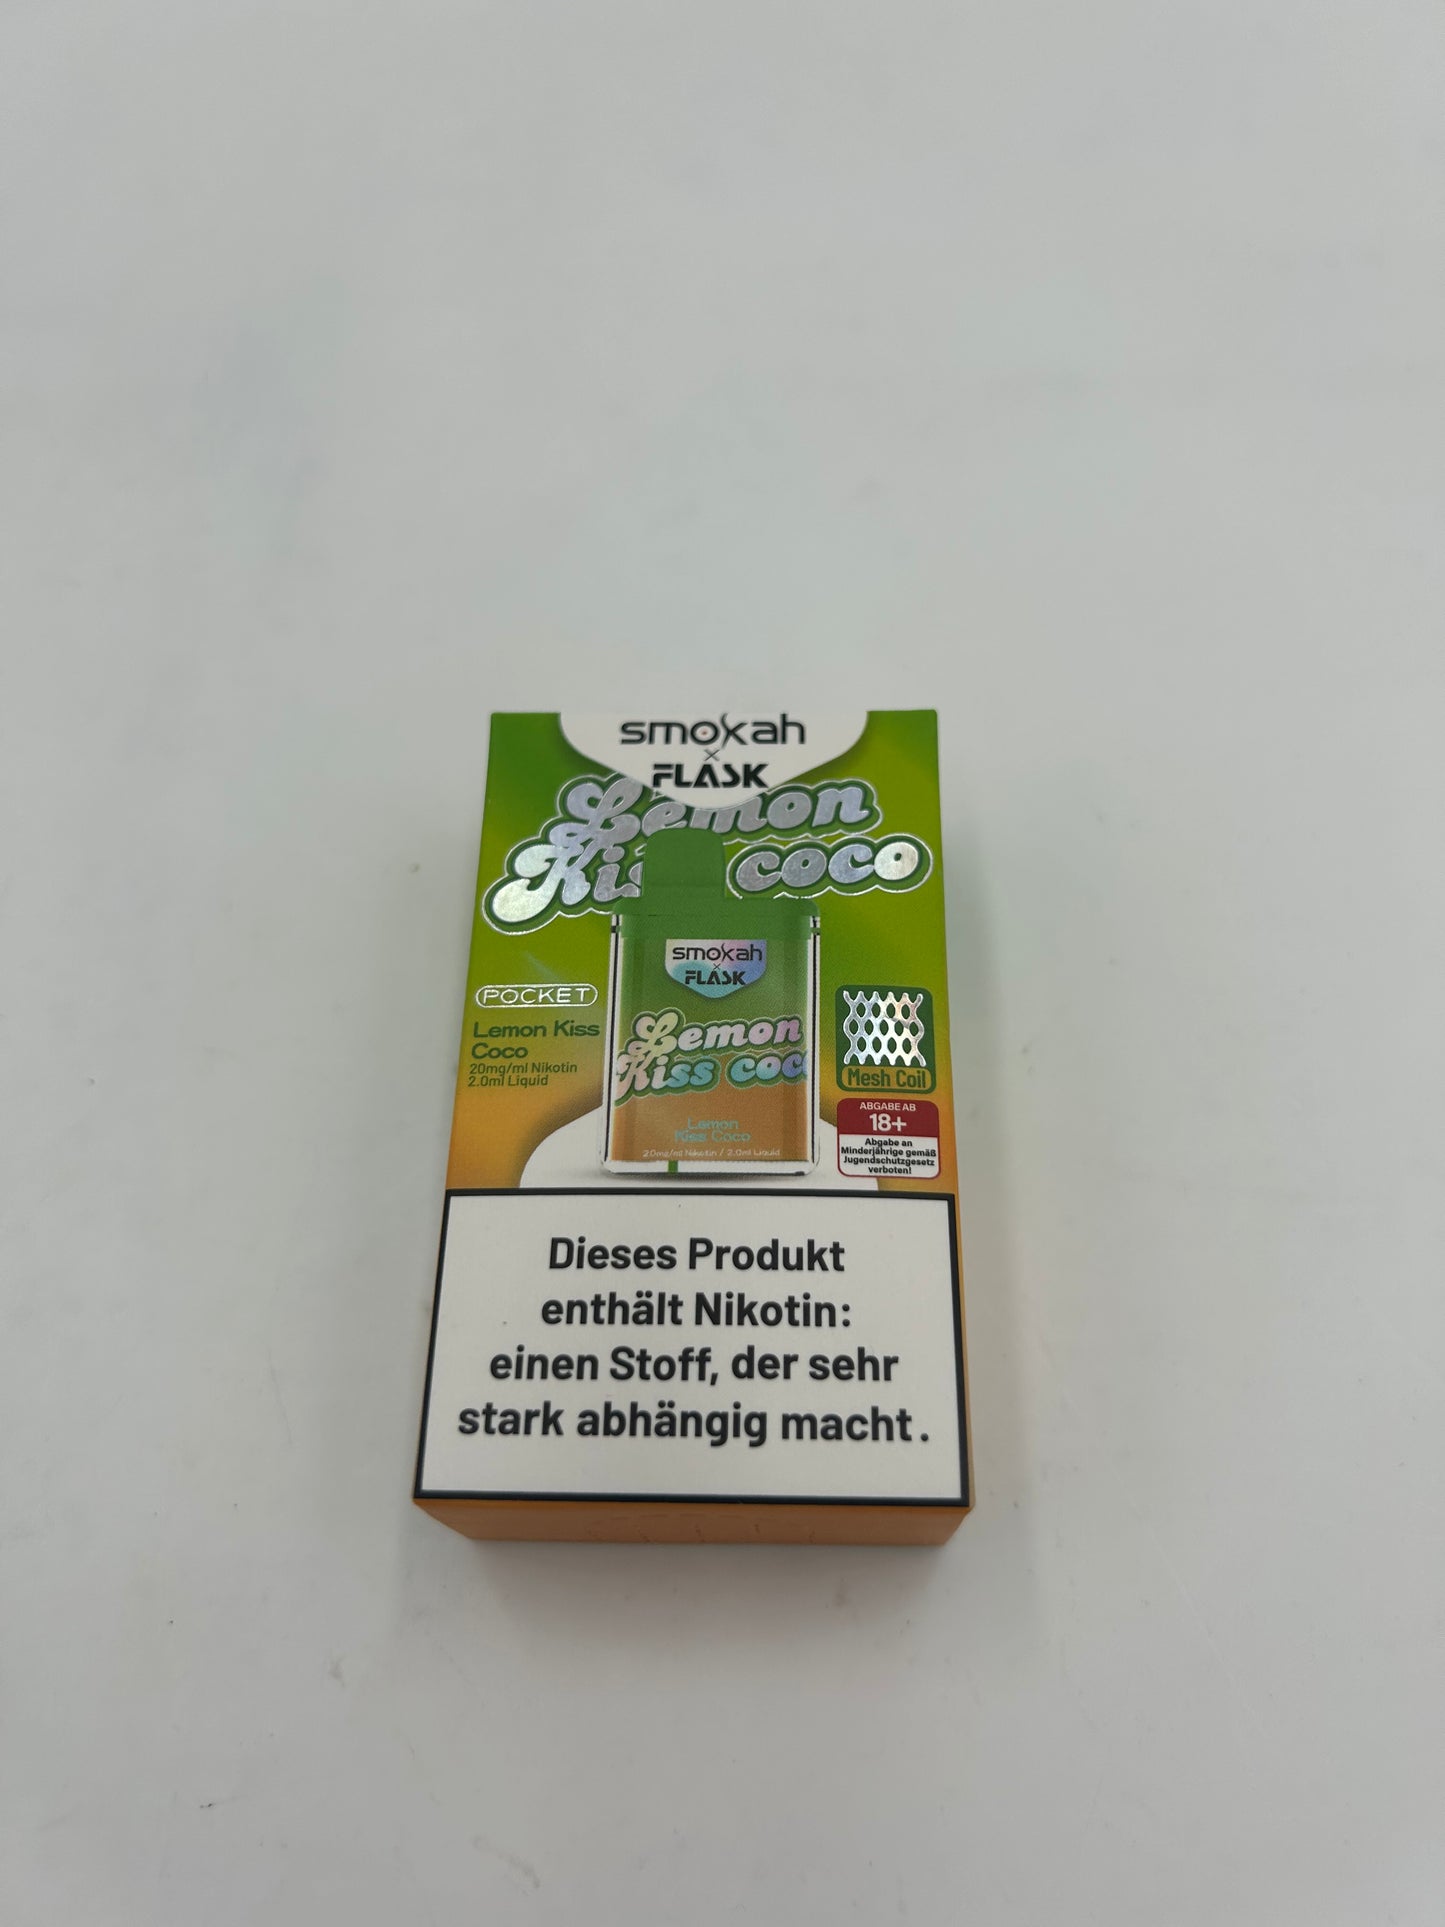 smokah
×
FLASK
Lemon
Kiss coco
smokah
×
FLASK
Lemon
Kiss coco
Lemon
Kiss Coco
20mg/ml Nikotin / 2.0ml Liquid
POCKET
Lemon Kiss
Coco
20mg/ml Nikotin
2.0ml Liquid
Mesh Coil
ABGABE AB
18+
Abgabe an
Minderjährige gemäß
Jugendschutzgesetz
verboten!
Dieses Produkt
enthält Nikotin:
einen Stoff, der sehr
stark abhängig macht.